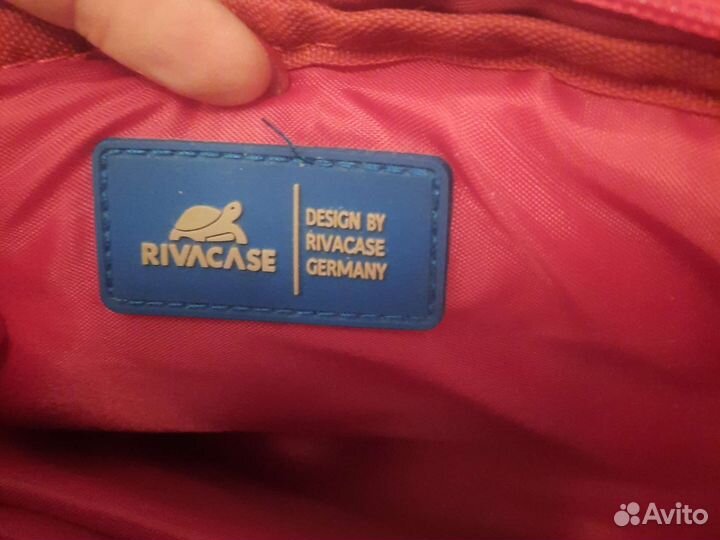 RIVACASE
DESIGN BY
RIVACASE
GERMANY
Avito